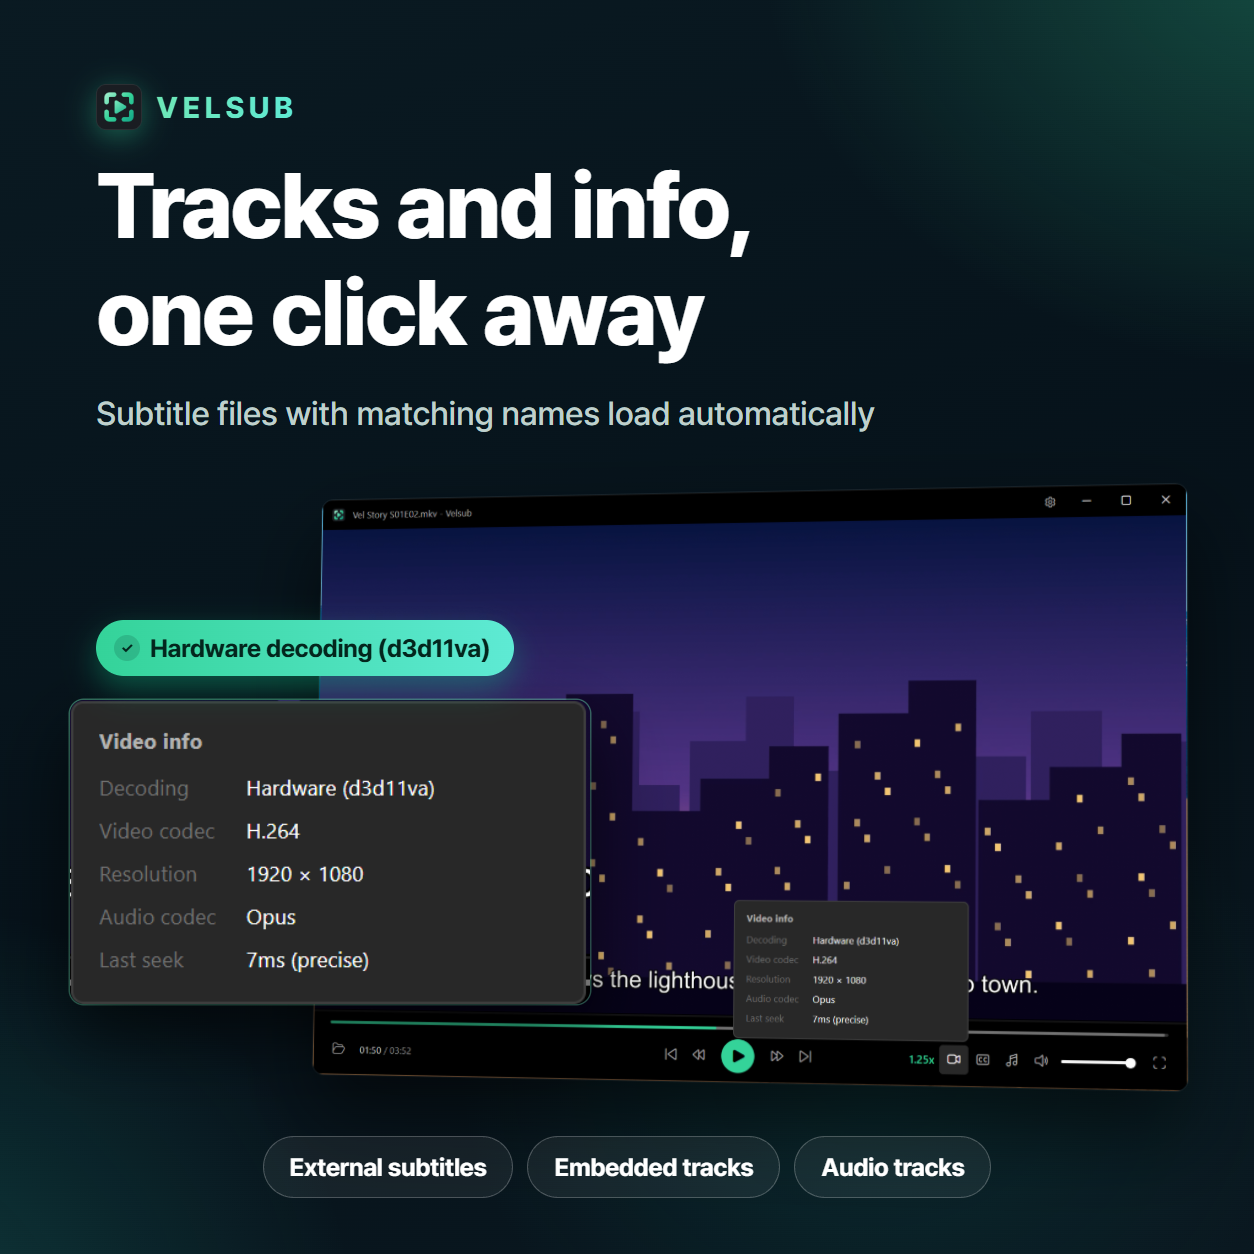 VELSUB
Tracks and info,
one click away
Subtitle files with matching names load automatically
Vel Story S01E02.mkv - Velsub
Hardware decoding (d3d11va)
Video info
Decoding Hardware (d3d11va)
Video codec H.264
Resolution 1920 × 1080
Audio codec Opus
Last seek 7ms (precise)
Video info
Decoding Hardware (d3d11va)
Video codec H.264
Resolution 1920 × 1080
Audio codec Opus
Last seek 7ms (precise)
the town.
01:50 / 03:52
1.25x
CC
External subtitles
Embedded tracks
Audio tracks